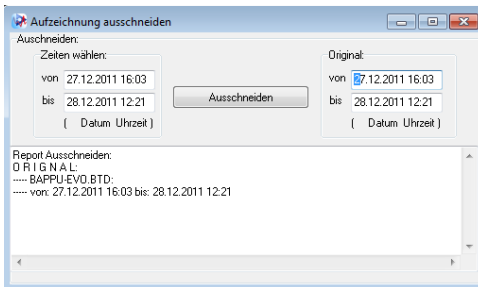 Aufzeichnung ausschneiden
Auschneiden:
Zeiten wählen:
von 27.12.2011 16:03
bis 28.12.2011 12:21
( Datum Uhrzeit )
Ausschneiden
Original:
von 27.12.2011 16:03
bis 28.12.2011 12:21
( Datum Uhrzeit )
Report Ausschneiden:
O R I G N A L:
----- BAPPU-EVO.BTD:
----- von: 27.12.2011 16:03 bis: 28.12.2011 12:21